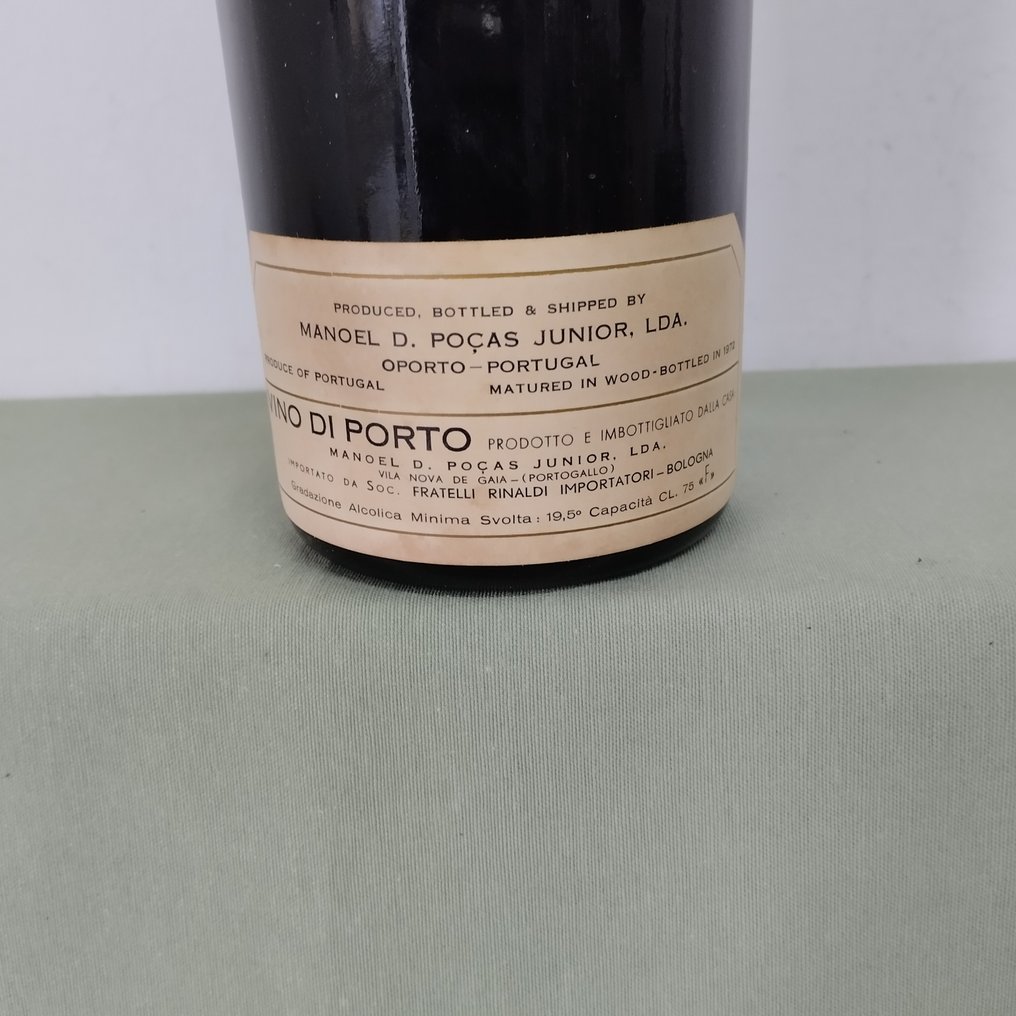 PRODUCED, BOTTLED & SHIPPED BY
MANOEL D. POÇAS JUNIOR, LDA.
OPORTO – PORTUGAL
PRODUCE OF PORTUGAL MATURED IN WOOD - BOTTLED IN 1972
VINO DI PORTO PRODOTTO E IMBOTTIGLIATO DALLA CASA
MANOEL D. POÇAS JUNIOR, LDA.
VILA NOVA DE GAIA – (PORTOGALLO)
IMPORTATO DA SOC. FRATELLI RINALDI IMPORTATORI – BOLOGNA
Gradazione Alcolica Minima Svolta : 19,5º Capacità CL. 75 «F»